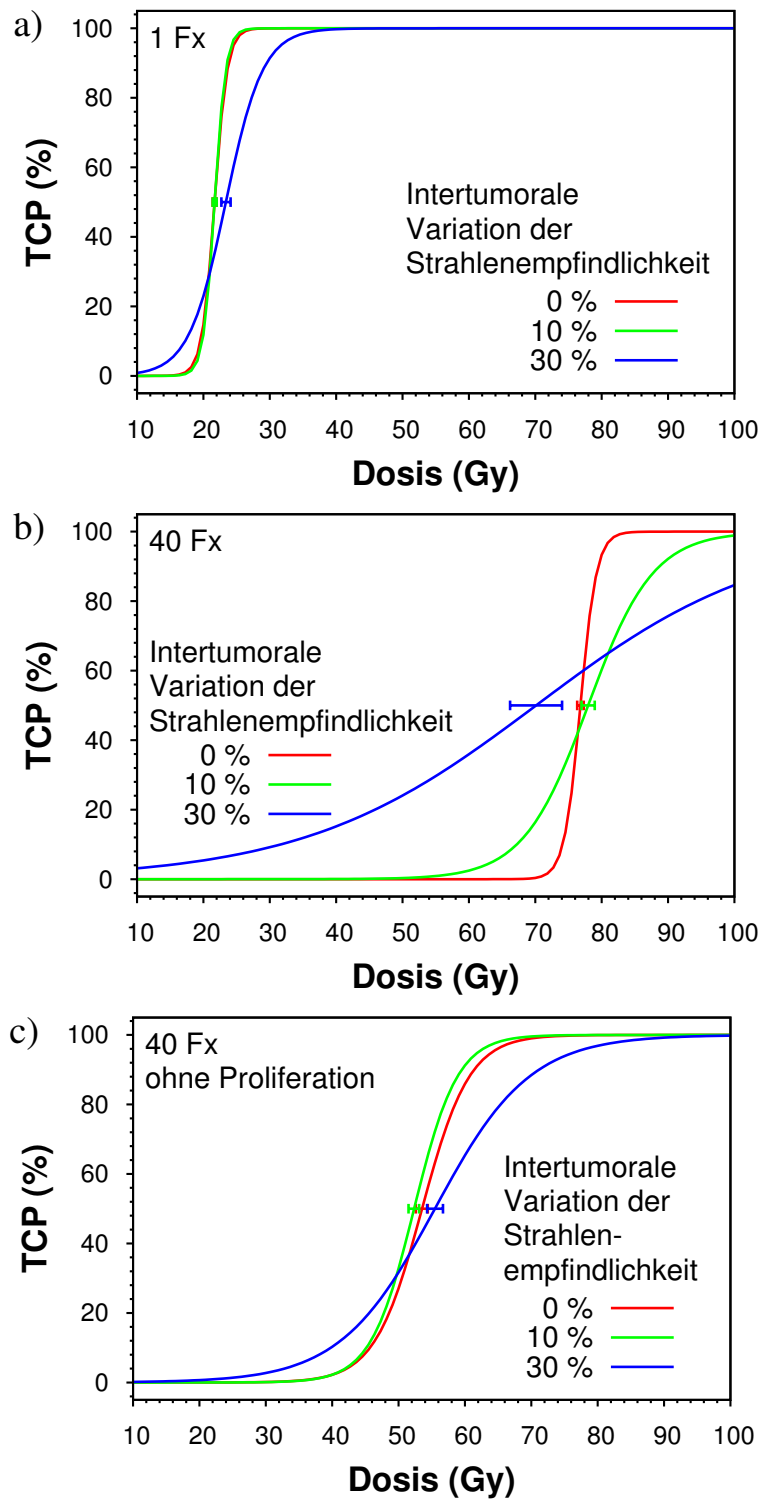 a)
1 Fx
TCP (%)
100
80
60
40
20
0
Intertumorale
Variation der
Strahlenempfindlichkeit
0 %
10 %
30 %
10 20 30 40 50 60 70 80 90 100
Dosis (Gy)
b)
40 Fx
TCP (%)
100
80
60
40
20
0
Intertumorale
Variation der
Strahlenempfindlichkeit
0 %
10 %
30 %
10 20 30 40 50 60 70 80 90 100
Dosis (Gy)
c)
40 Fx
ohne Proliferation
TCP (%)
100
80
60
40
20
0
Intertumorale
Variation der
Strahlen-
empfindlichkeit
0 %
10 %
30 %
10 20 30 40 50 60 70 80 90 100
Dosis (Gy)